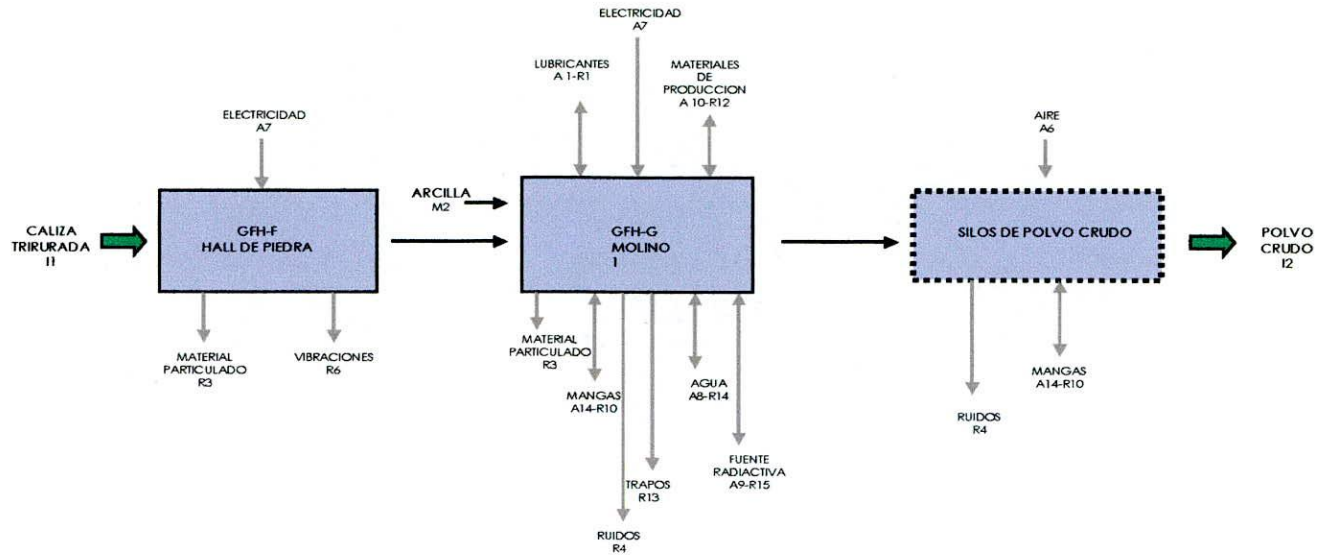 ELECTRICIDAD
A7
LUBRICANTES
A 1-R1
MATERIALES
DE
PRODUCCION
A 10-R12
ELECTRICIDAD
A7
AIRE
A6
ARCILLA
M2
CALIZA
TRIRURADA
I1
GFH-F
HALL DE PIEDRA
GFH-G
MOLINO
1
SILOS DE POLVO CRUDO
POLVO
CRUDO
I2
MATERIAL
PARTICULADO
R3
VIBRACIONES
R6
MATERIAL
PARTICULADO
R3
MANGAS
A14-R10
AGUA
A8-R14
MANGAS
A14-R10
RUIDOS
R4
FUENTE
RADIACTIVA
A9-R15
TRAPOS
R13
RUIDOS
R4